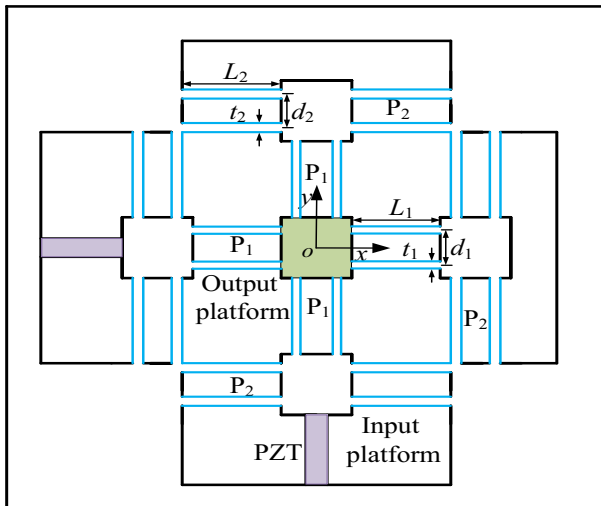 L2
t2
d2
P2
P1
y
L1
P1
o
x
t1
d1
Output
platform
P1
P2
P2
PZT
Input
platform